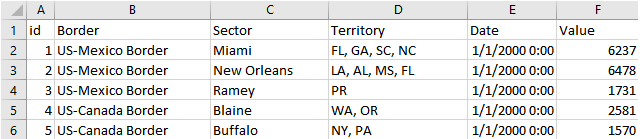 A B C D E F
1 id Border Sector Territory Date Value
2 1 US-Mexico Border Miami FL, GA, SC, NC 1/1/2000 0:00 6237
3 2 US-Mexico Border New Orleans LA, AL, MS, FL 1/1/2000 0:00 6478
4 3 US-Mexico Border Ramey PR 1/1/2000 0:00 1731
5 4 US-Canada Border Blaine WA, OR 1/1/2000 0:00 2581
6 5 US-Canada Border Buffalo NY, PA 1/1/2000 0:00 1570